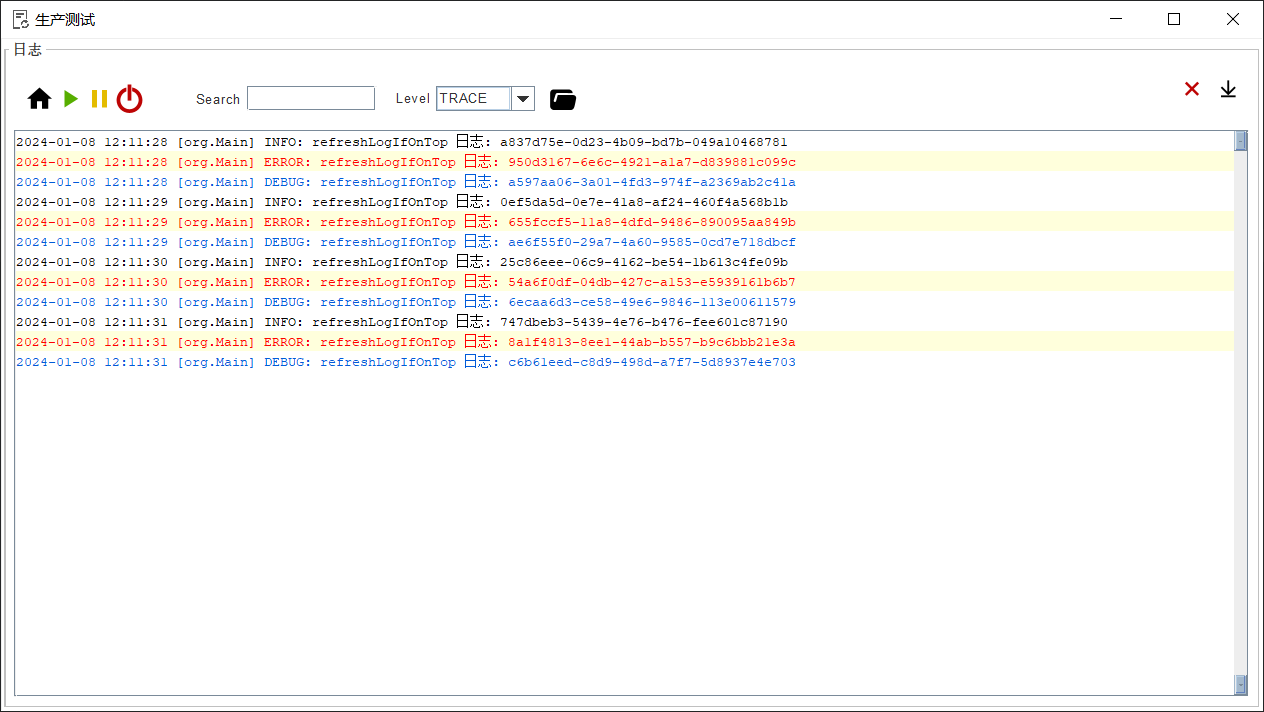 生产测试
日志
Search
Level TRACE
2024-01-08 12:11:28 [org.Main] INFO: refreshLogIfOnTop 日志: a837d75e-0d23-4b09-bd7b-049a10468781
2024-01-08 12:11:28 [org.Main] ERROR: refreshLogIfOnTop 日志: 950d3167-6e6c-4921-a1a7-d839881c099c
2024-01-08 12:11:28 [org.Main] DEBUG: refreshLogIfOnTop 日志: a597aa06-3a01-4fd3-974f-a2369ab2c41a
2024-01-08 12:11:29 [org.Main] INFO: refreshLogIfOnTop 日志: 0ef5da5d-0e7e-41a8-af24-460f4a568b1b
2024-01-08 12:11:29 [org.Main] ERROR: refreshLogIfOnTop 日志: 655fccf5-11a8-4dfd-9486-890095aa849b
2024-01-08 12:11:29 [org.Main] DEBUG: refreshLogIfOnTop 日志: ae6f55f0-29a7-4a60-9585-0cd7e718dbcf
2024-01-08 12:11:30 [org.Main] INFO: refreshLogIfOnTop 日志: 25c86eee-06c9-4162-be54-1b613c4fe09b
2024-01-08 12:11:30 [org.Main] ERROR: refreshLogIfOnTop 日志: 54a6f0df-04db-427c-a153-e5939161b6b7
2024-01-08 12:11:30 [org.Main] DEBUG: refreshLogIfOnTop 日志: 6ecaa6d3-ce58-49e6-9846-113e00611579
2024-01-08 12:11:31 [org.Main] INFO: refreshLogIfOnTop 日志: 747dbeb3-5439-4e76-b476-fee601c87190
2024-01-08 12:11:31 [org.Main] ERROR: refreshLogIfOnTop 日志: 8a1f4813-8ee1-44ab-b557-b9c6bbb21e3a
2024-01-08 12:11:31 [org.Main] DEBUG: refreshLogIfOnTop 日志: c6b61eed-c8d9-498d-a7f7-5d8937e4e703